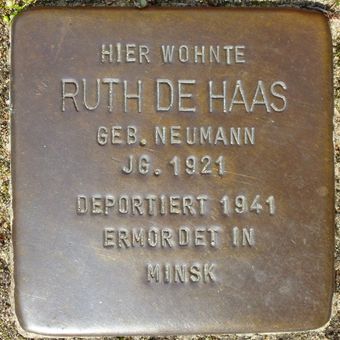 HIER WOHNTE
RUTH DE HAAS
GEB. NEUMANN
JG. 1921
DEPORTIERT 1941
ERMORDET IN
MINSK